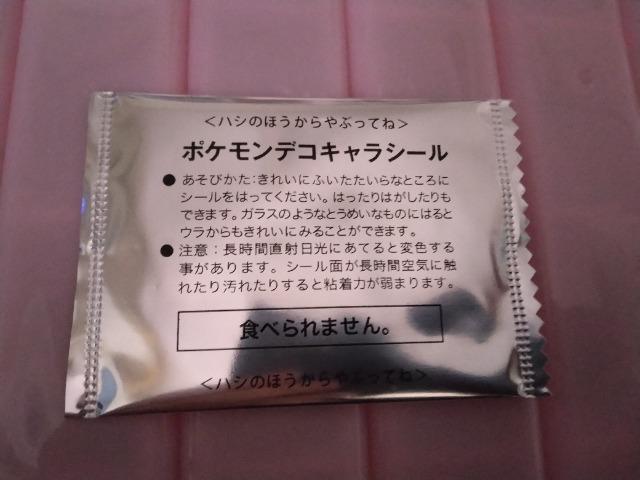 ＜ハシのほうからやぶってね＞
ポケモンデコキャラシール
● あそびかた：きれいにふいたたいらなところに
シールをはってください。はったりはがしたりも
できます。ガラスのようなとうめいなものにはると
ウラからもきれいにみることができます。
● 注意：長時間直射日光にあてると変色する
事があります。シール面が長時間空気に触
れたり汚れたりすると粘着力が弱まります。
食べられません。
＜ハシのほうからやぶってね＞